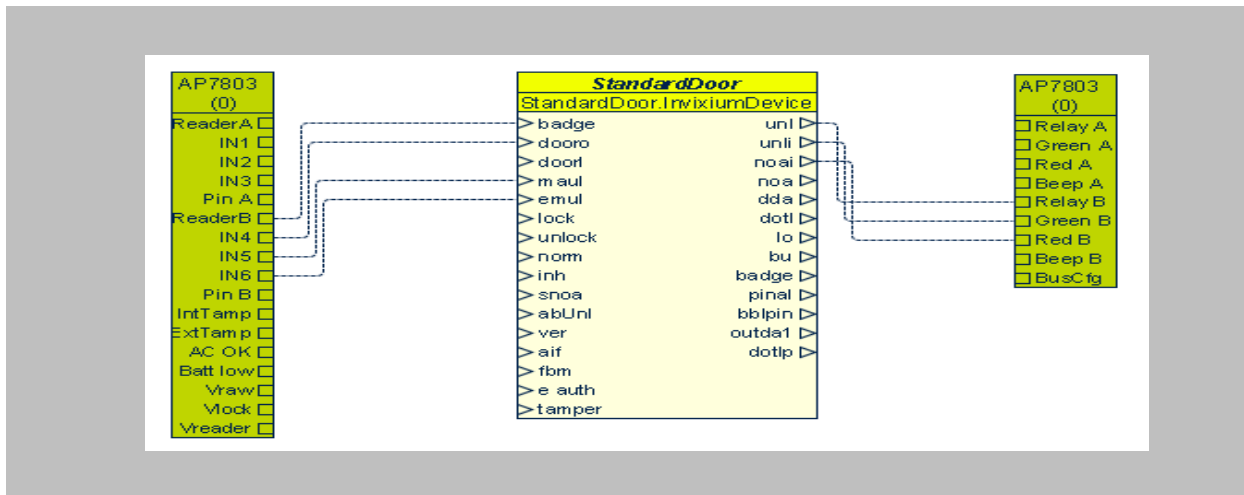 AP7803
(0)
ReaderA
IN1
IN2
IN3
Pin A
ReaderB
IN4
IN5
IN6
Pin B
IntTamp
ExtTamp
AC OK
Batt low
Vraw
Vlock
Vreader
StandardDoor
StandardDoor.InvixiumDevice
badge unl
dooro unli
doorl noai
maul noa
emul dda
lock dotl
unlock lo
norm bu
inh badge
snoa pinal
abUnl bblpin
ver outda1
aif dotlp
fbm
e auth
tamper
AP7803
(0)
Relay A
Green A
Red A
Beep A
Relay B
Green B
Red B
Beep B
BusCfg